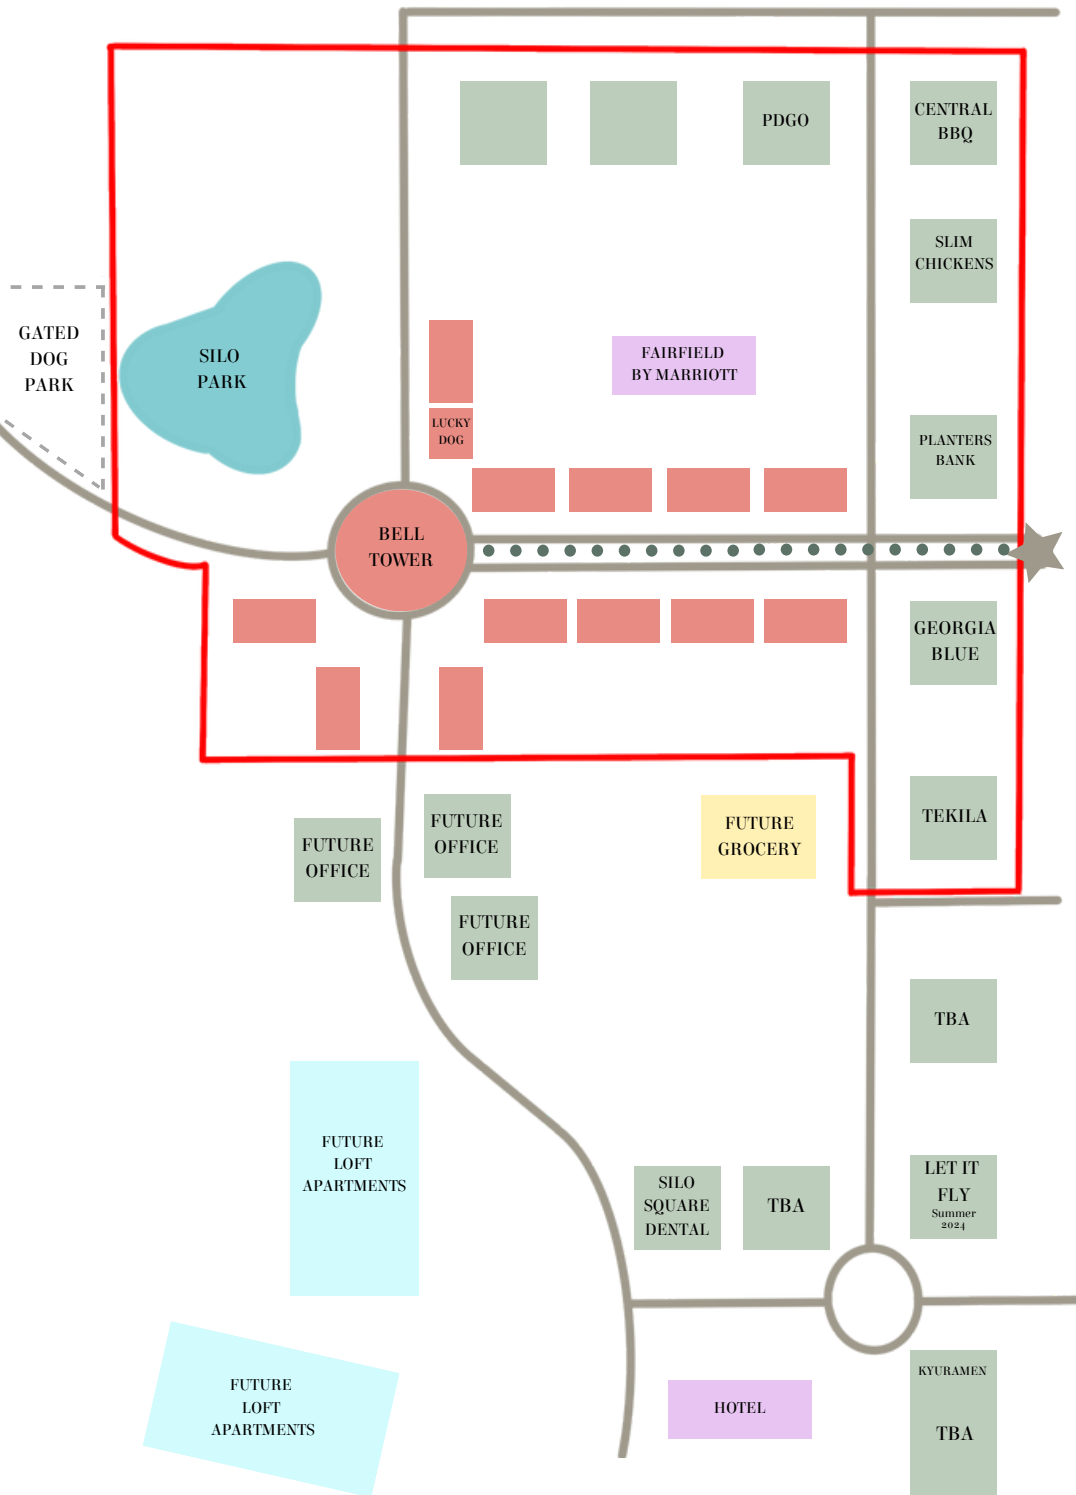 PDGO
CENTRAL
BBQ
SLIM
CHICKENS
GATED
DOG
PARK
SILO
PARK
FAIRFIELD
BY MARRIOTT
LUCKY
DOG
PLANTERS
BANK
BELL
TOWER
GEORGIA
BLUE
FUTURE
OFFICE
FUTURE
OFFICE
FUTURE
GROCERY
TEKILA
FUTURE
OFFICE
TBA
FUTURE
LOFT
APARTMENTS
SILO
SQUARE
DENTAL
TBA
LET IT
FLY
Summer
2024
FUTURE
LOFT
APARTMENTS
HOTEL
KYURAMEN
TBA